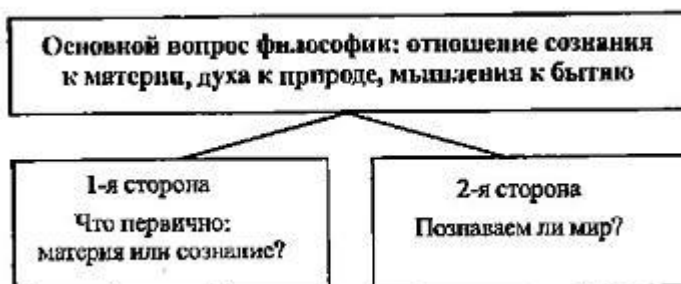 Основной вопрос философии: отношение сознания
к материи, духа к природе, мышления к бытию
1-я сторона
Что первично:
материя или сознание?
2-я сторона
Познаваем ли мир?